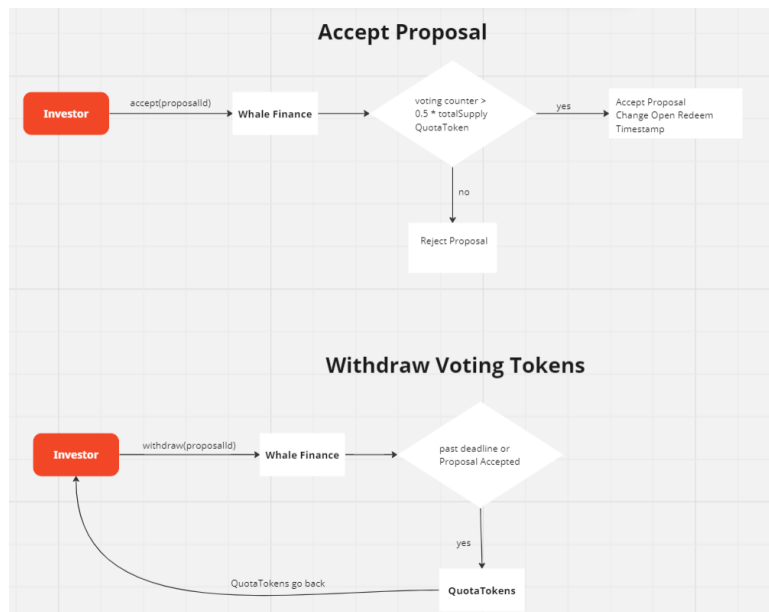 Accept Proposal
Investor
accept(proposalId)
Whale Finance
voting counter >
0.5 * totalSupply
QuotaToken
yes
Accept Proposal
Change Open Redeem
Timestamp
no
Reject Proposal
Withdraw Voting Tokens
Investor
withdraw(proposalId)
Whale Finance
past deadline or
Proposal Accepted
yes
QuotaTokens go back
QuotaTokens